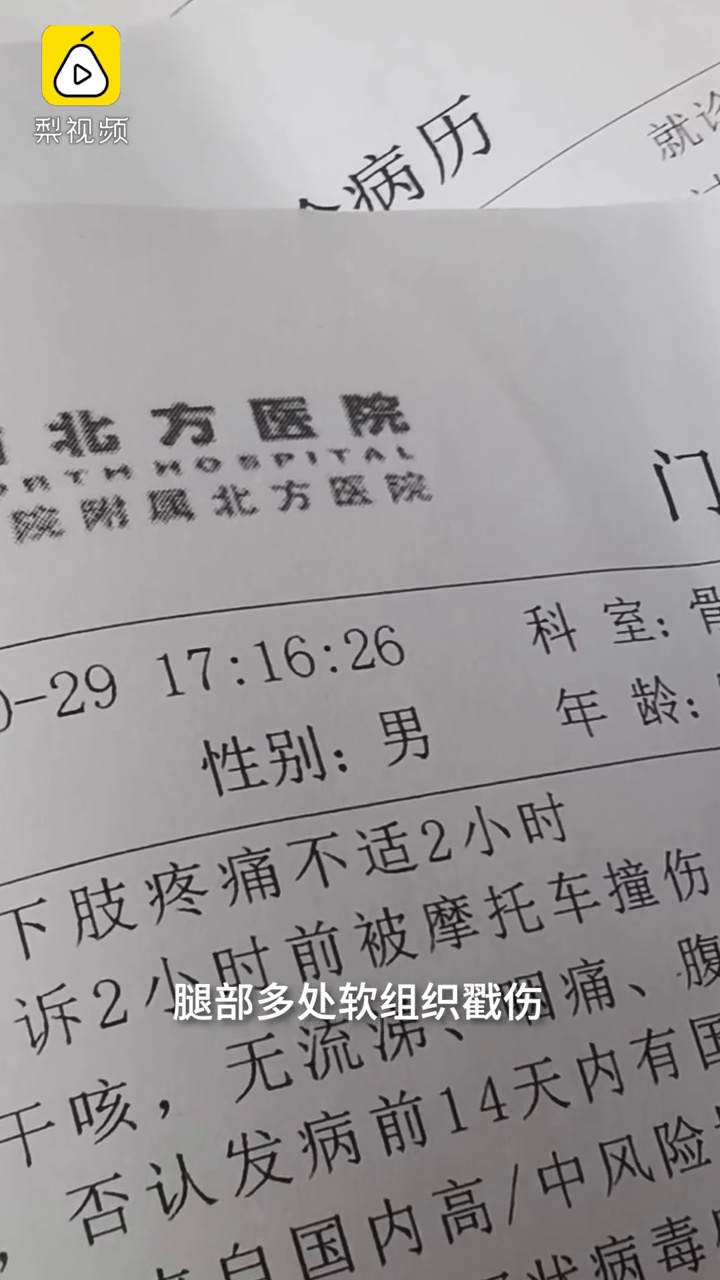 梨视频
病历
就诊
北方医院
RTH HOSPITAL
院附属北方医院
门
-29 17:16:26
科室：骨
性别：男
年龄：
下肢疼痛不适2小时
诉2小时前被摩托车撞伤
腿部多处软组织戳伤
无流涕、咽痛、腹
干咳，
否认发病前14天内有国
自国内高/中风险
状病毒